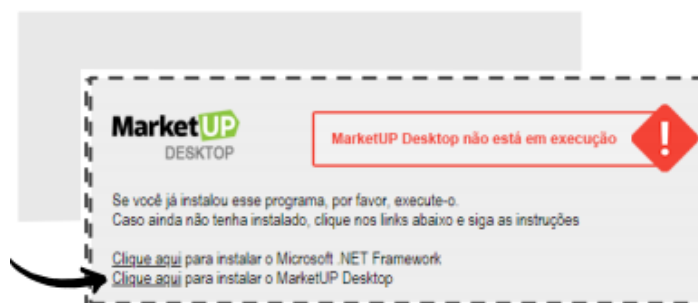 MarketUP
DESKTOP
MarketUP Desktop não está em execução
!
Se você já instalou esse programa, por favor, execute-o.
Caso ainda não tenha instalado, clique nos links abaixo e siga as instruções
Clique aqui para instalar o Microsoft .NET Framework
Clique aqui para instalar o MarketUP Desktop